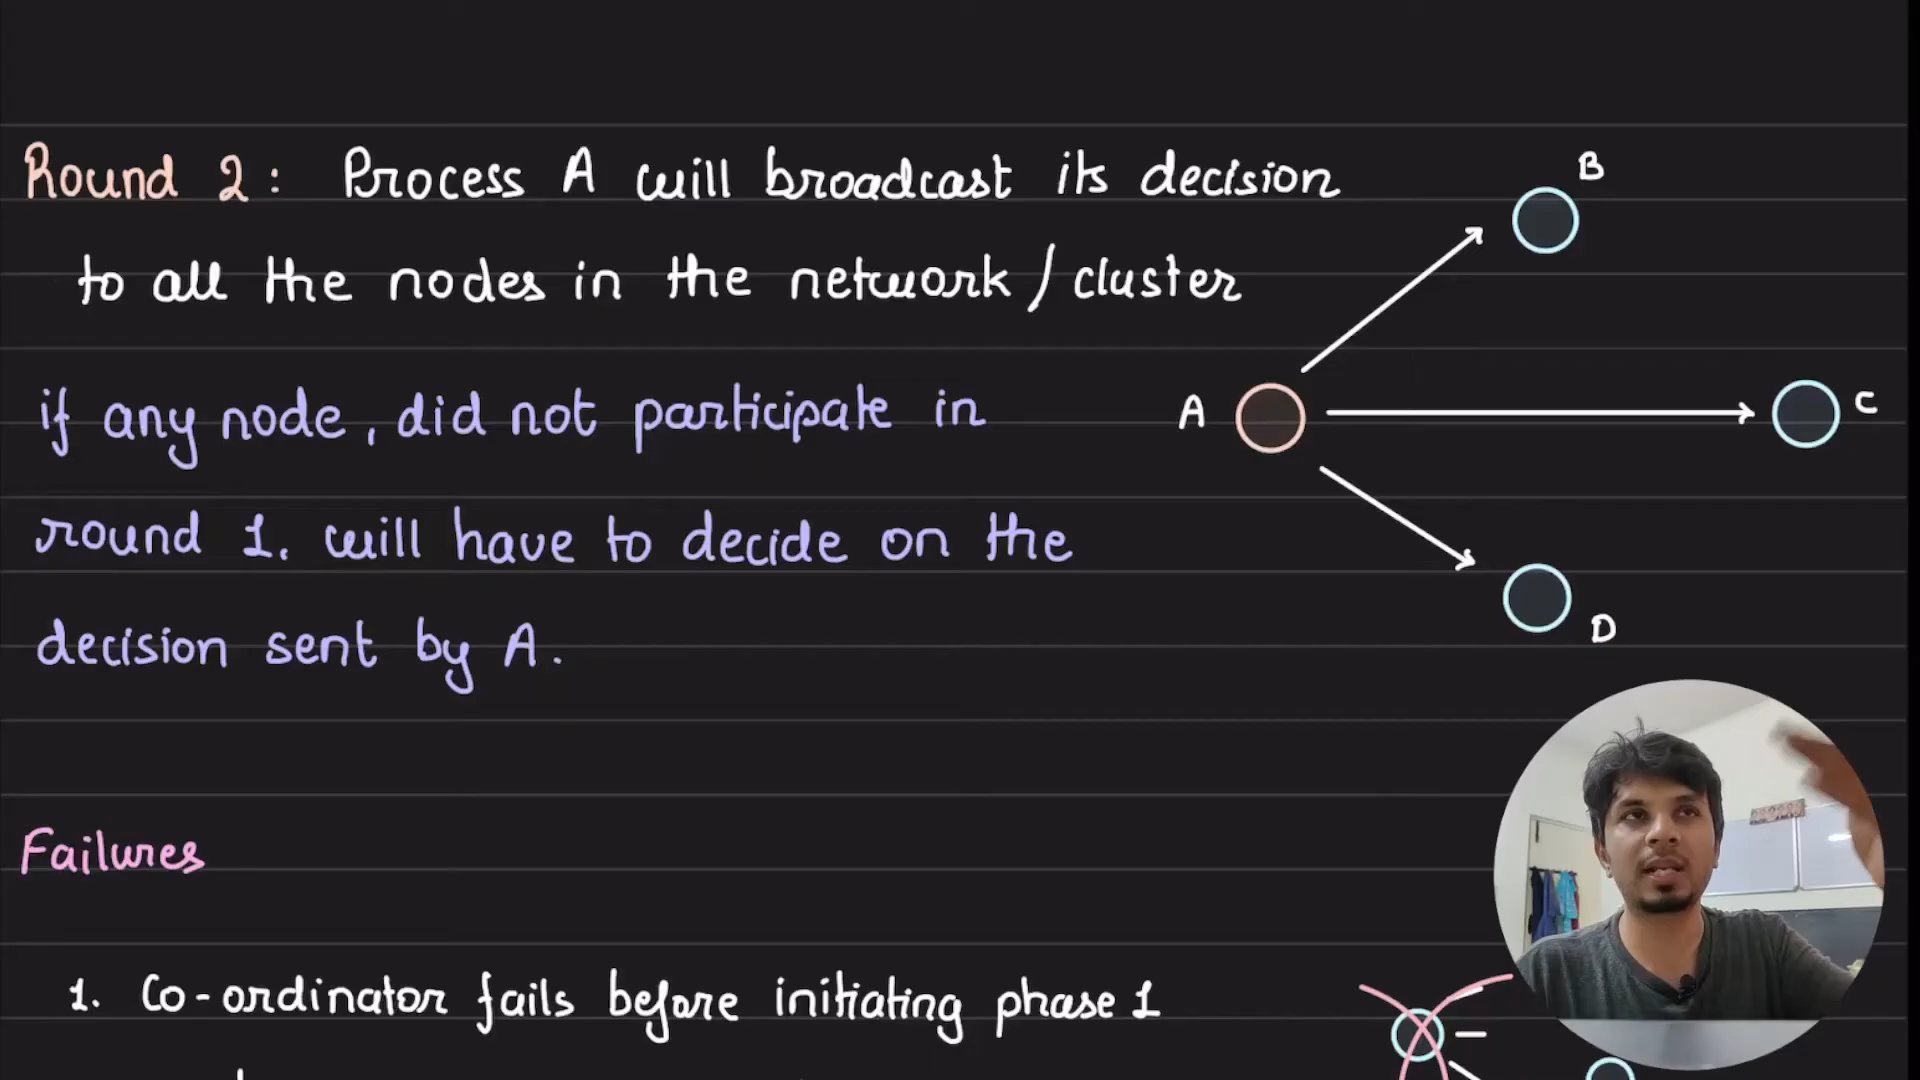 Round 2: Process A will broadcast its decision
to all the nodes in the network / cluster
if any node, did not participate in
round 1. will have to decide on the
decision sent by A.
B
A
C
D
Failures
1. Co-ordinator fails before initiating phase 1